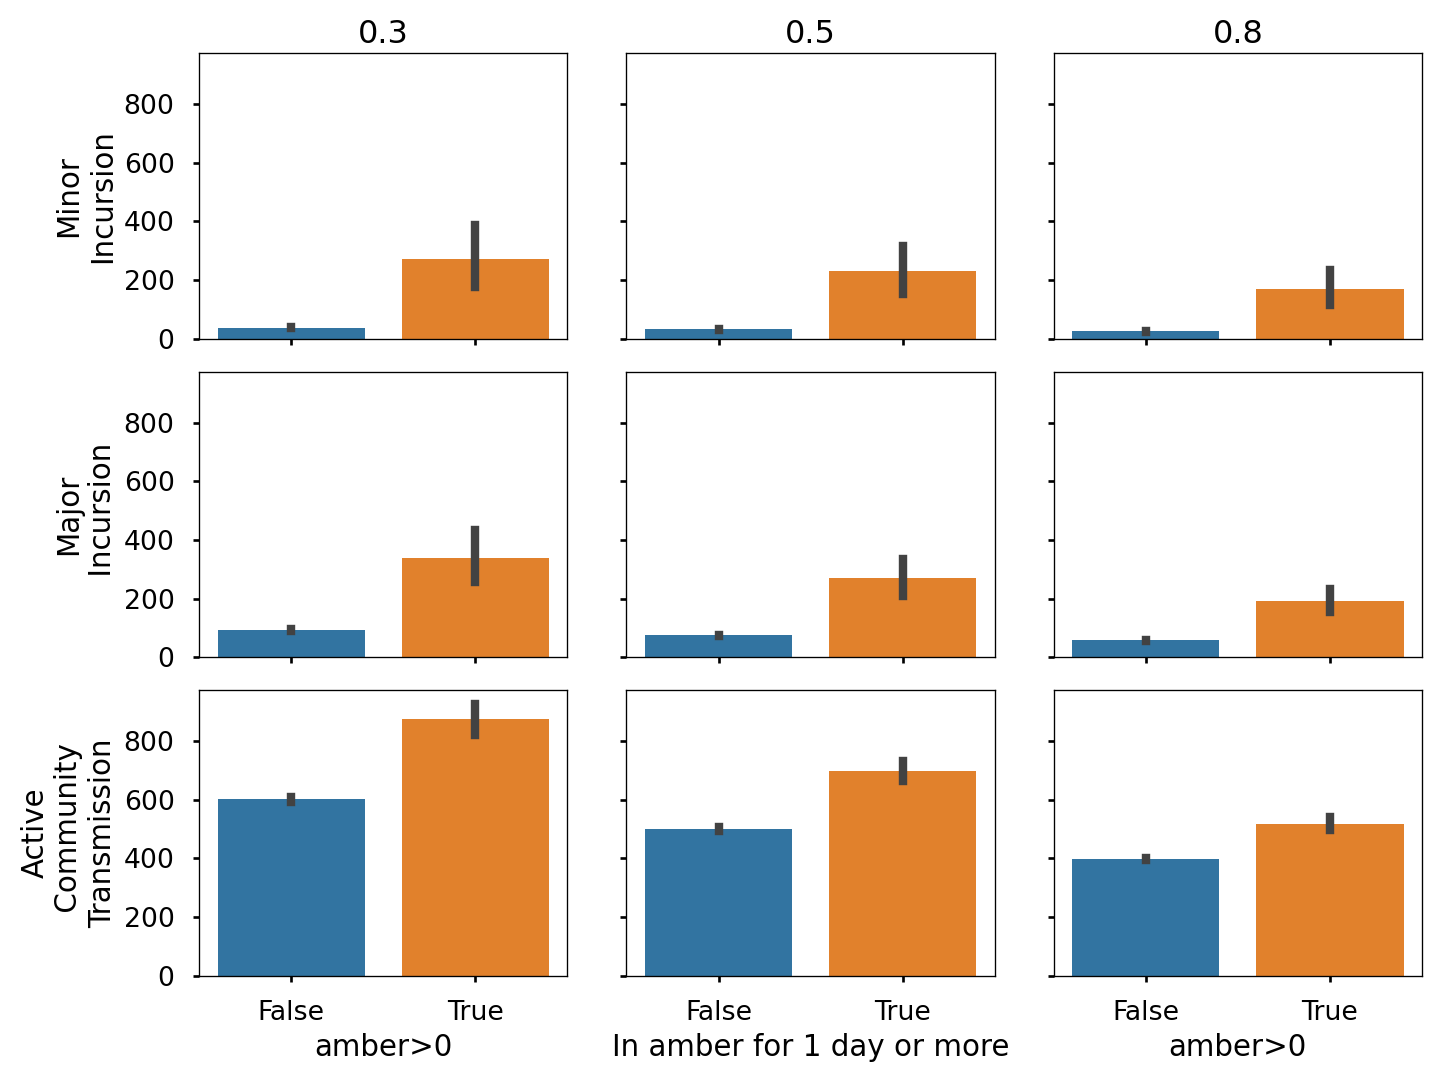 0.3 0.5 0.8
800
600
400
200
0
Minor
Incursion
800
600
400
200
0
Major
Incursion
800
600
400
200
0
Active
Community
Transmission
False True False True False True
amber>0 In amber for 1 day or more amber>0